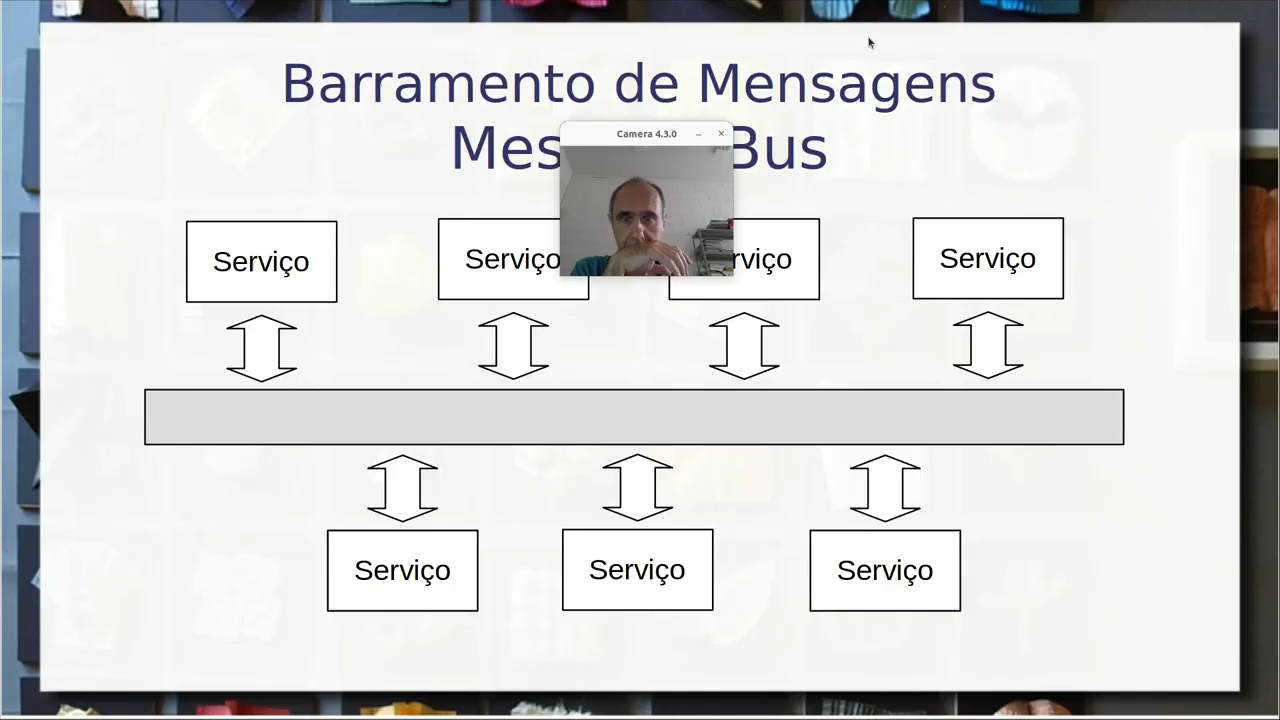 Barramento de Mensagens
Mes Bus
Camera 4.3.0
Serviço
Serviço
rviço
Serviço
Serviço
Serviço
Serviço